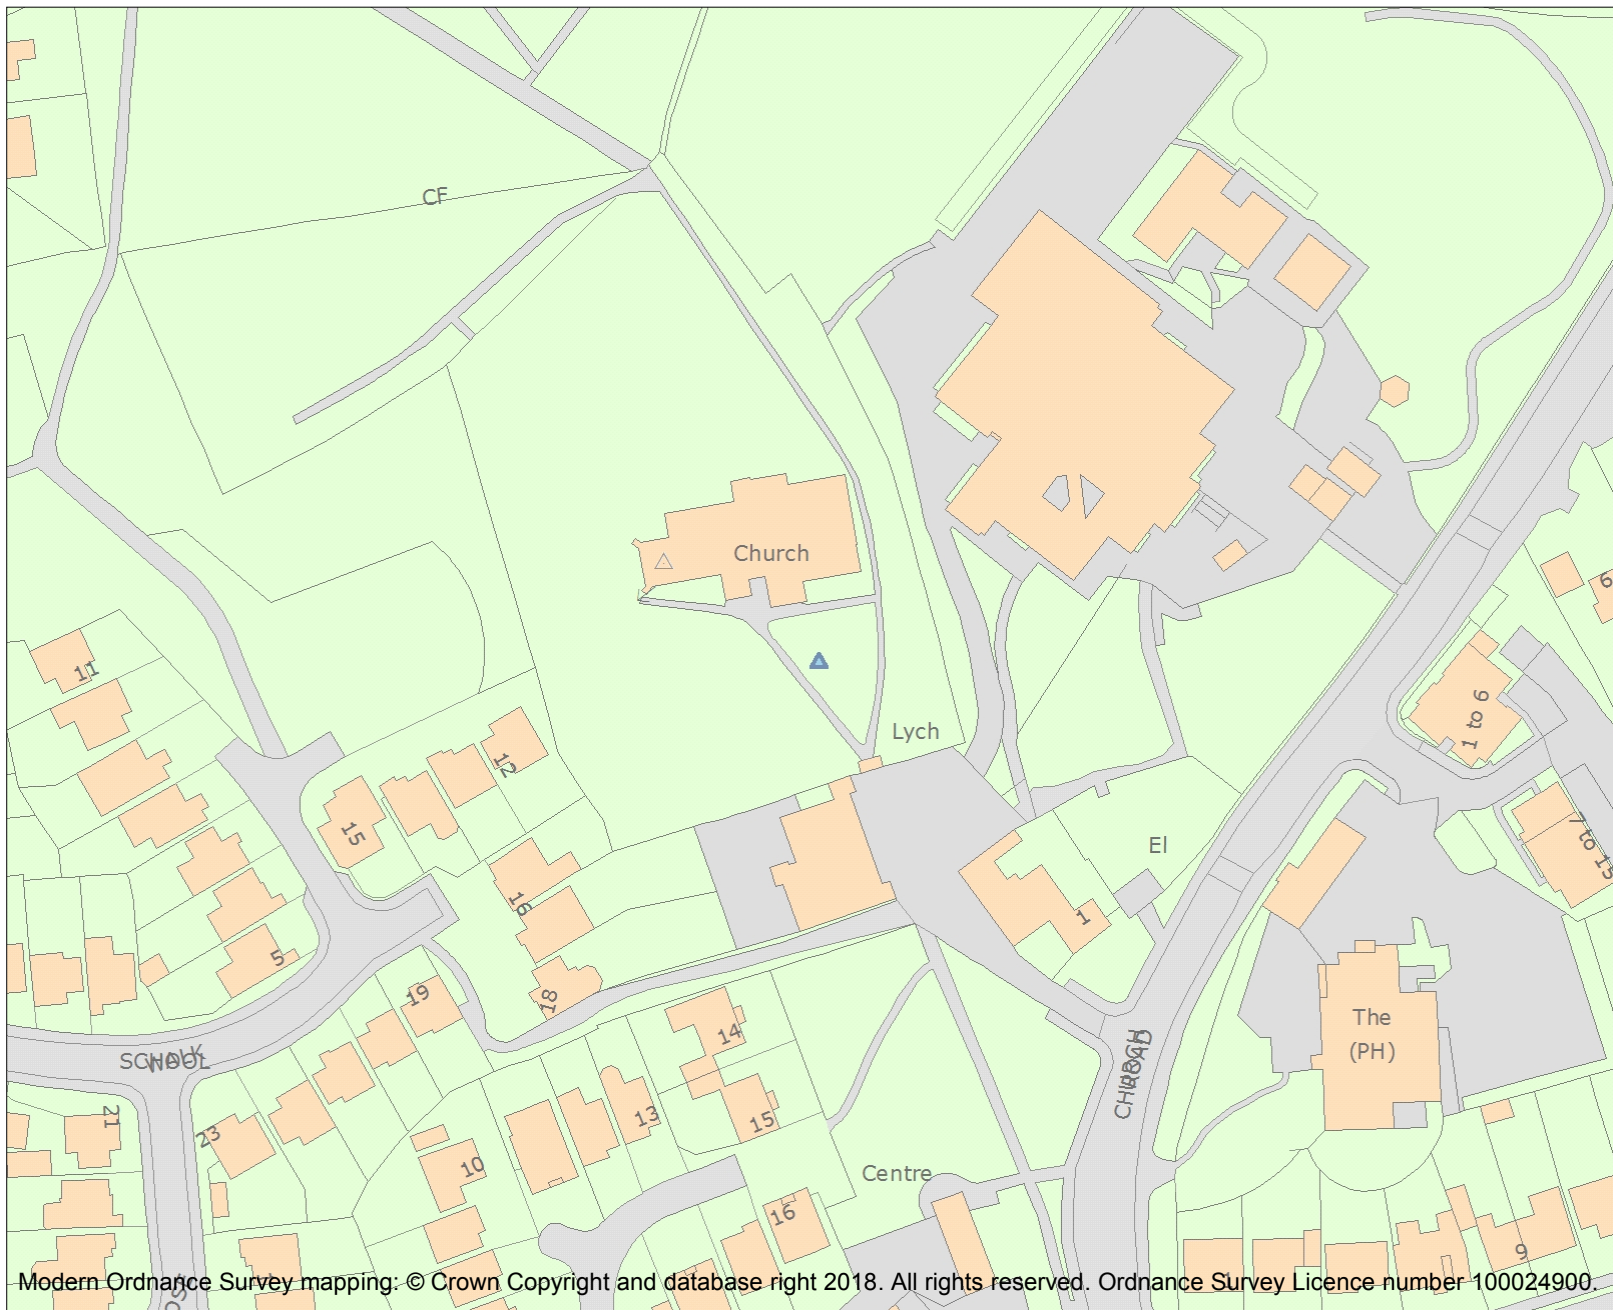 CF
Church
Lych
11
12
15
1 to 6
6
7 to 15
El
16
1
5
19
18
The
(PH)
14
SCHOOL
WALK
CHURCH
ROAD
21
23
13
15
10
Centre
16
9
Modern Ordnance Survey mapping: © Crown Copyright and database right 2018. All rights reserved. Ordnance Survey Licence number 100024900.